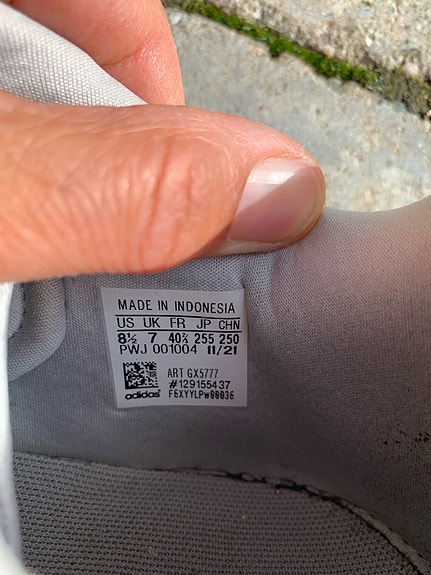 MADE IN INDONESIA
US UK FR JP CHN
8½ 7 40⅔ 255 250
PWJ 001004 11/21
ART GX5777
#129155437
adidas® F6XYYLPW00036